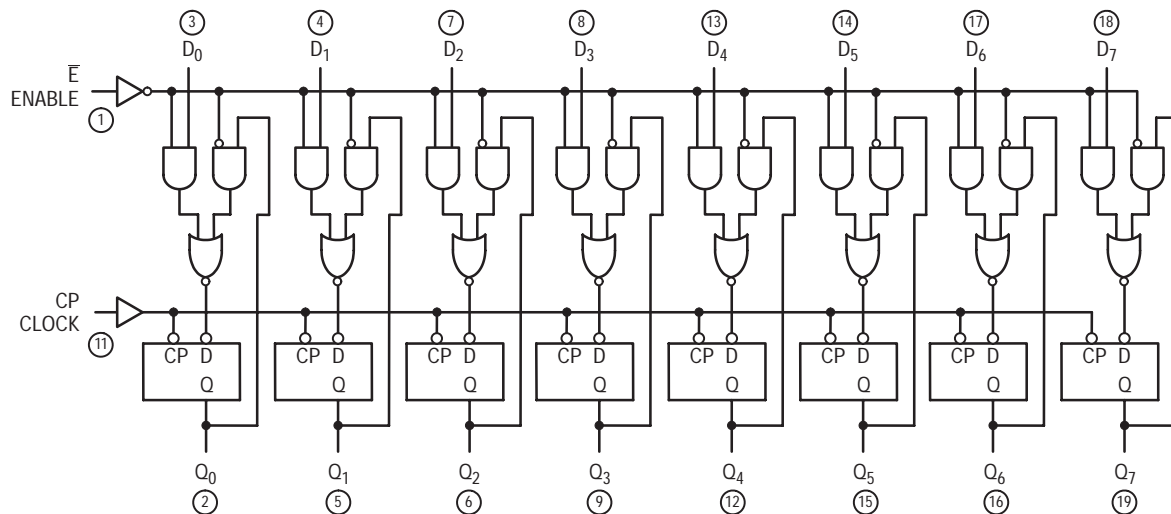 3 4 7 8 13 14 17 18
D0 D1 D2 D3 D4 D5 D6 D7
E̅
ENABLE
1
CP
CLOCK
11
CP D CP D CP D CP D CP D CP D CP D CP D
Q Q Q Q Q Q Q Q
Q0 Q1 Q2 Q3 Q4 Q5 Q6 Q7
2 5 6 9 12 15 16 19